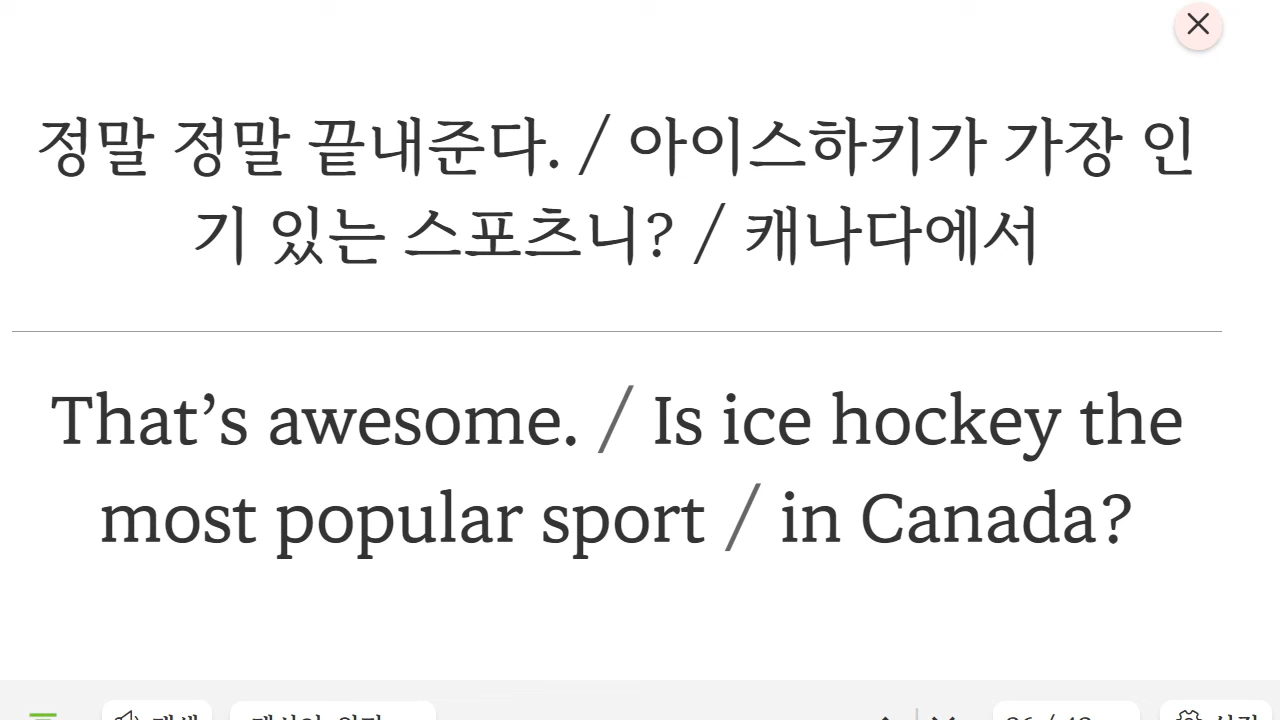 정말 정말 끝내준다. / 아이스하키가 가장 인
기 있는 스포츠니? / 캐나다에서
That’s awesome. / Is ice hockey the
most popular sport / in Canada?